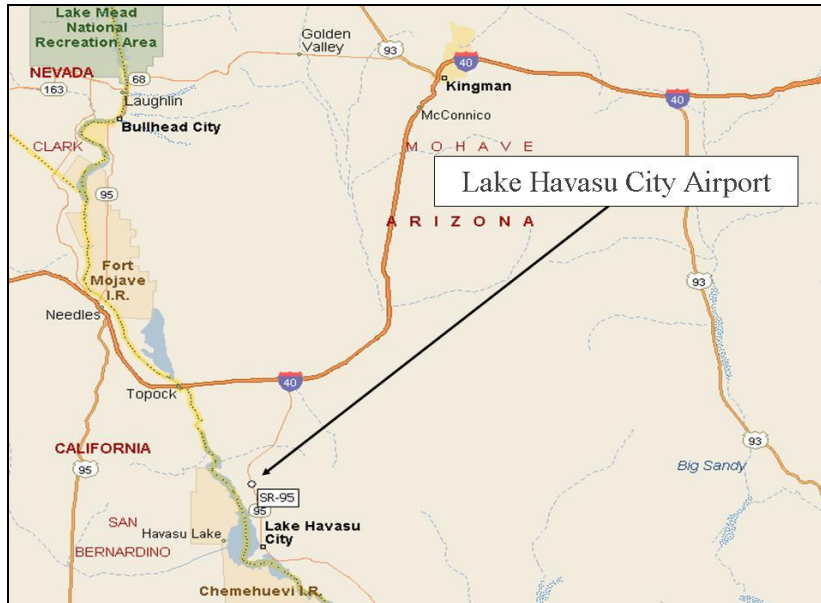 Lake Mead
National
Recreation Area
Golden
Valley
93
40
NEVADA
68
163
Laughlin
Kingman
40
Bullhead City
McConnico
CLARK
MOHAVE
Lake Havasu City Airport
95
ARIZONA
Fort
Mojave
I.R.
93
Needles
40
Topock
93
CALIFORNIA
95
Big Sandy
SR-95
95
SAN
BERNARDINO
Havasu Lake
Lake Havasu
City
Chemehuevi I.R.